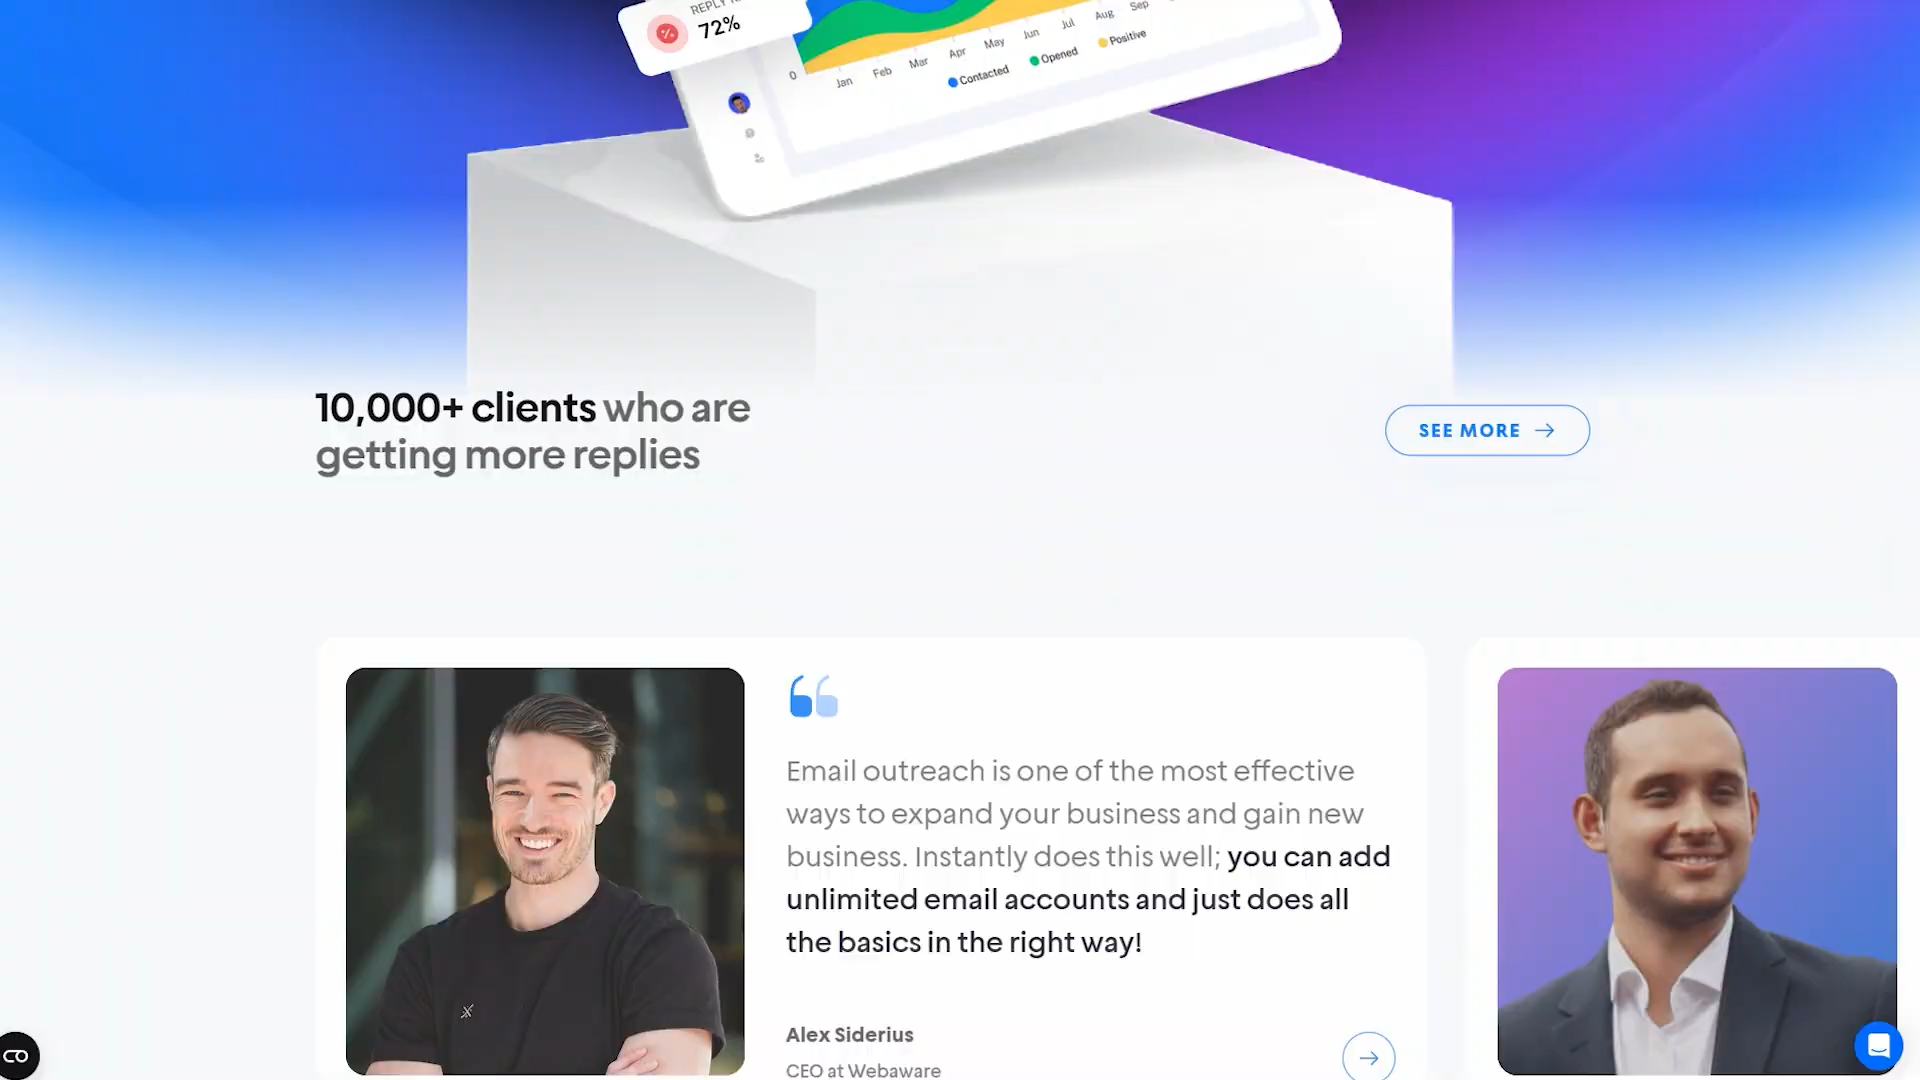 REPLY
72%
0
Jan Feb Mar Apr May Jun Jul Aug Sep
Contacted Opened Positive
10,000+ clients who are
getting more replies
SEE MORE
Email outreach is one of the most effective
ways to expand your business and gain new
business. Instantly does this well; you can add
unlimited email accounts and just does all
the basics in the right way!
Alex Siderius
CEO at Webaware